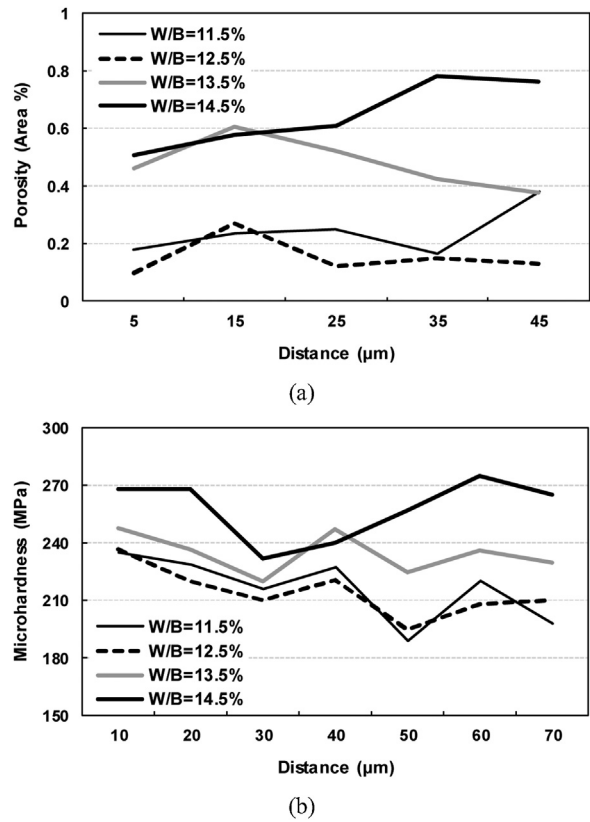 1
0.8
0.6
0.4
0.2
0
Porosity (Area %)
W/B=11.5%
W/B=12.5%
W/B=13.5%
W/B=14.5%
5 15 25 35 45
Distance (µm)
(a)
300
270
240
210
180
150
Microhardness (MPa)
W/B=11.5%
W/B=12.5%
W/B=13.5%
W/B=14.5%
10 20 30 40 50 60 70
Distance (µm)
(b)